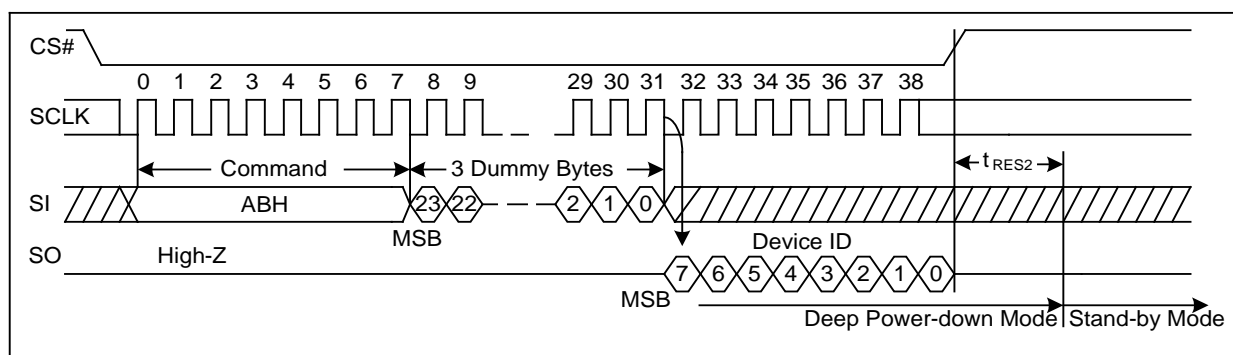 CS#
0 1 2 3 4 5 6 7 8 9 29 30 31 32 33 34 35 36 37 38
SCLK
Command 3 Dummy Bytes tRES2
SI ABH 23 22 2 1 0
MSB
SO High-Z Device ID
7 6 5 4 3 2 1 0
MSB
Deep Power-down Mode Stand-by Mode